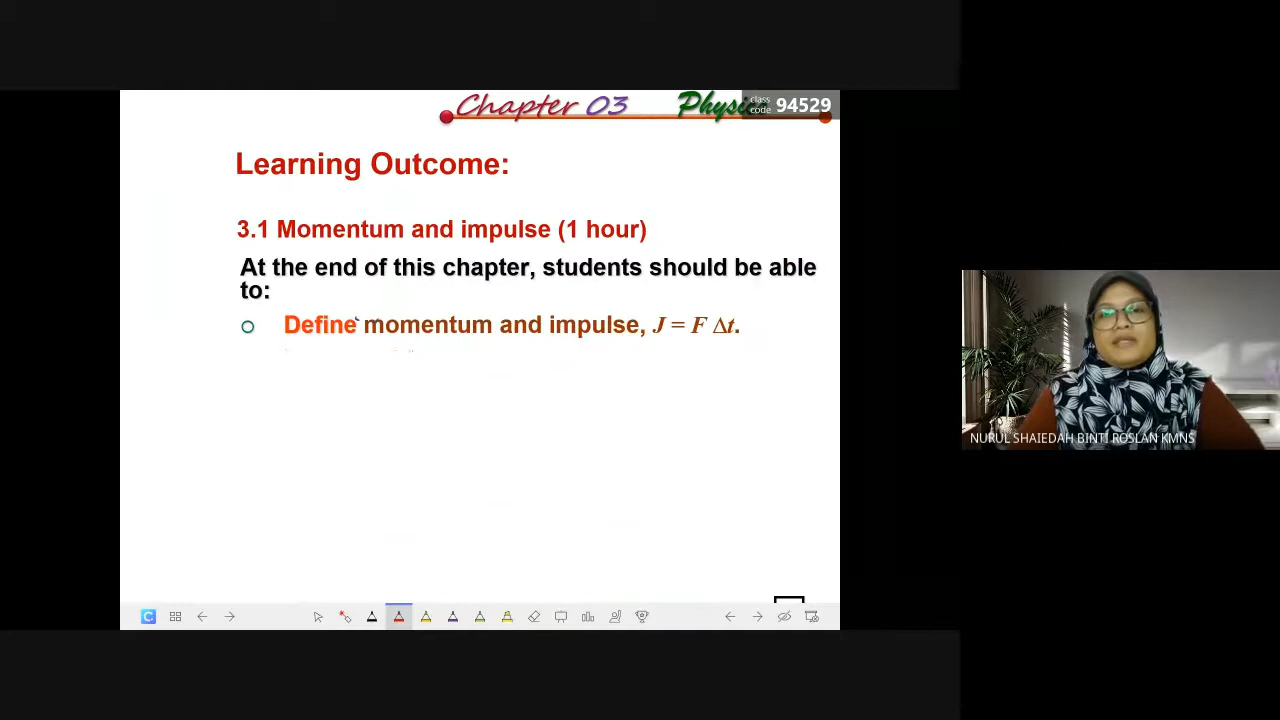 Chapter 03 Physi
class code 94529
Learning Outcome:
3.1 Momentum and impulse (1 hour)
At the end of this chapter, students should be able
to:
Define momentum and impulse, J = F Δt.
NURUL SHAIEDAH BINTI ROSLAN KMNS